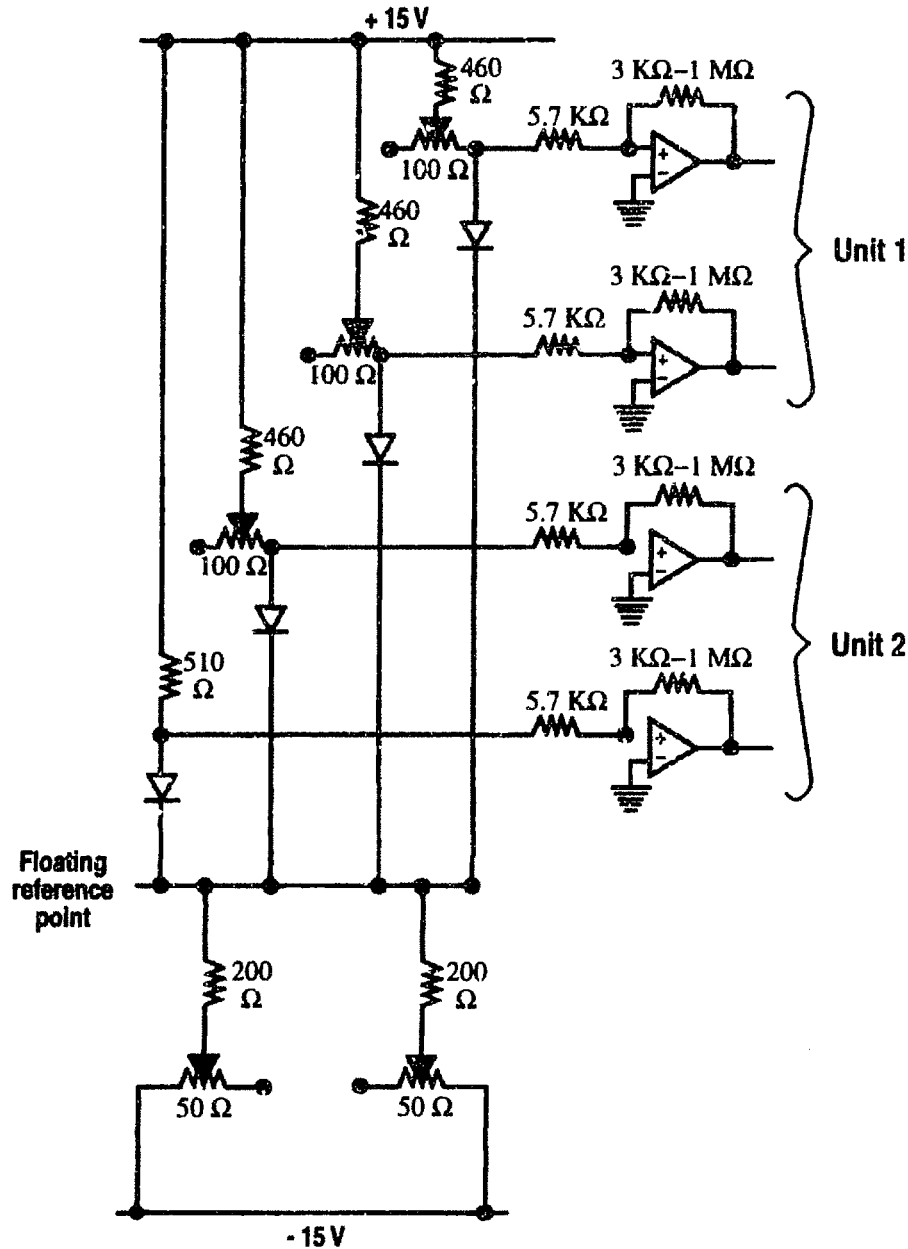 + 15 V
460
Ω
3 KΩ–1 MΩ
5.7 KΩ
100 Ω
+
–
Unit 1
460
Ω
3 KΩ–1 MΩ
5.7 KΩ
100 Ω
+
–
460
Ω
3 KΩ–1 MΩ
5.7 KΩ
100 Ω
+
–
Unit 2
510
Ω
3 KΩ–1 MΩ
5.7 KΩ
+
–
Floating
reference
point
200
Ω
200
Ω
50 Ω
50 Ω
- 15 V